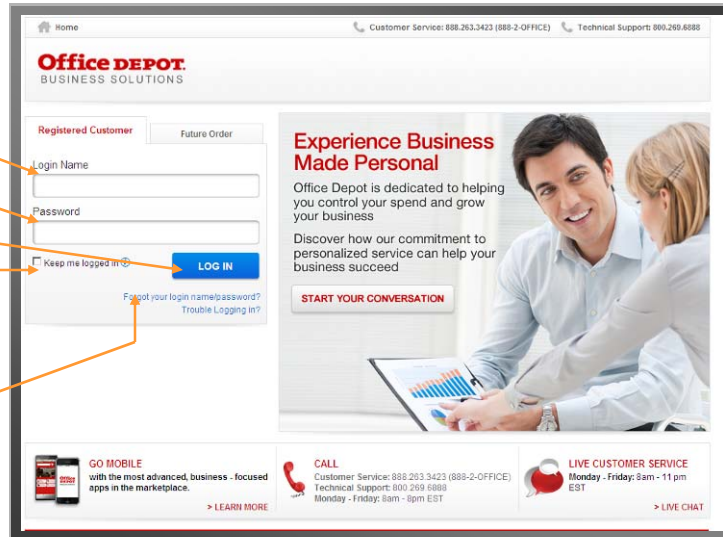 Home
Customer Service: 888.263.3423 (888-2-OFFICE)
Technical Support: 800.269.6888
Office DEPOT.
BUSINESS SOLUTIONS
Registered Customer
Future Order
Login Name
Password
Keep me logged in
LOG IN
Forgot your login name/password?
Trouble Logging in?
Experience Business
Made Personal
Office Depot is dedicated to helping
you control your spend and grow
your business
Discover how our commitment to
personalized service can help your
business succeed
START YOUR CONVERSATION
GO MOBILE
with the most advanced, business - focused
apps in the marketplace.
> LEARN MORE
CALL
Customer Service: 888.263.3423 (888-2-OFFICE)
Technical Support: 800.269.6888
Monday - Friday: 8am - 8pm EST
LIVE CUSTOMER SERVICE
Monday - Friday: 8am - 11 pm
EST
> LIVE CHAT